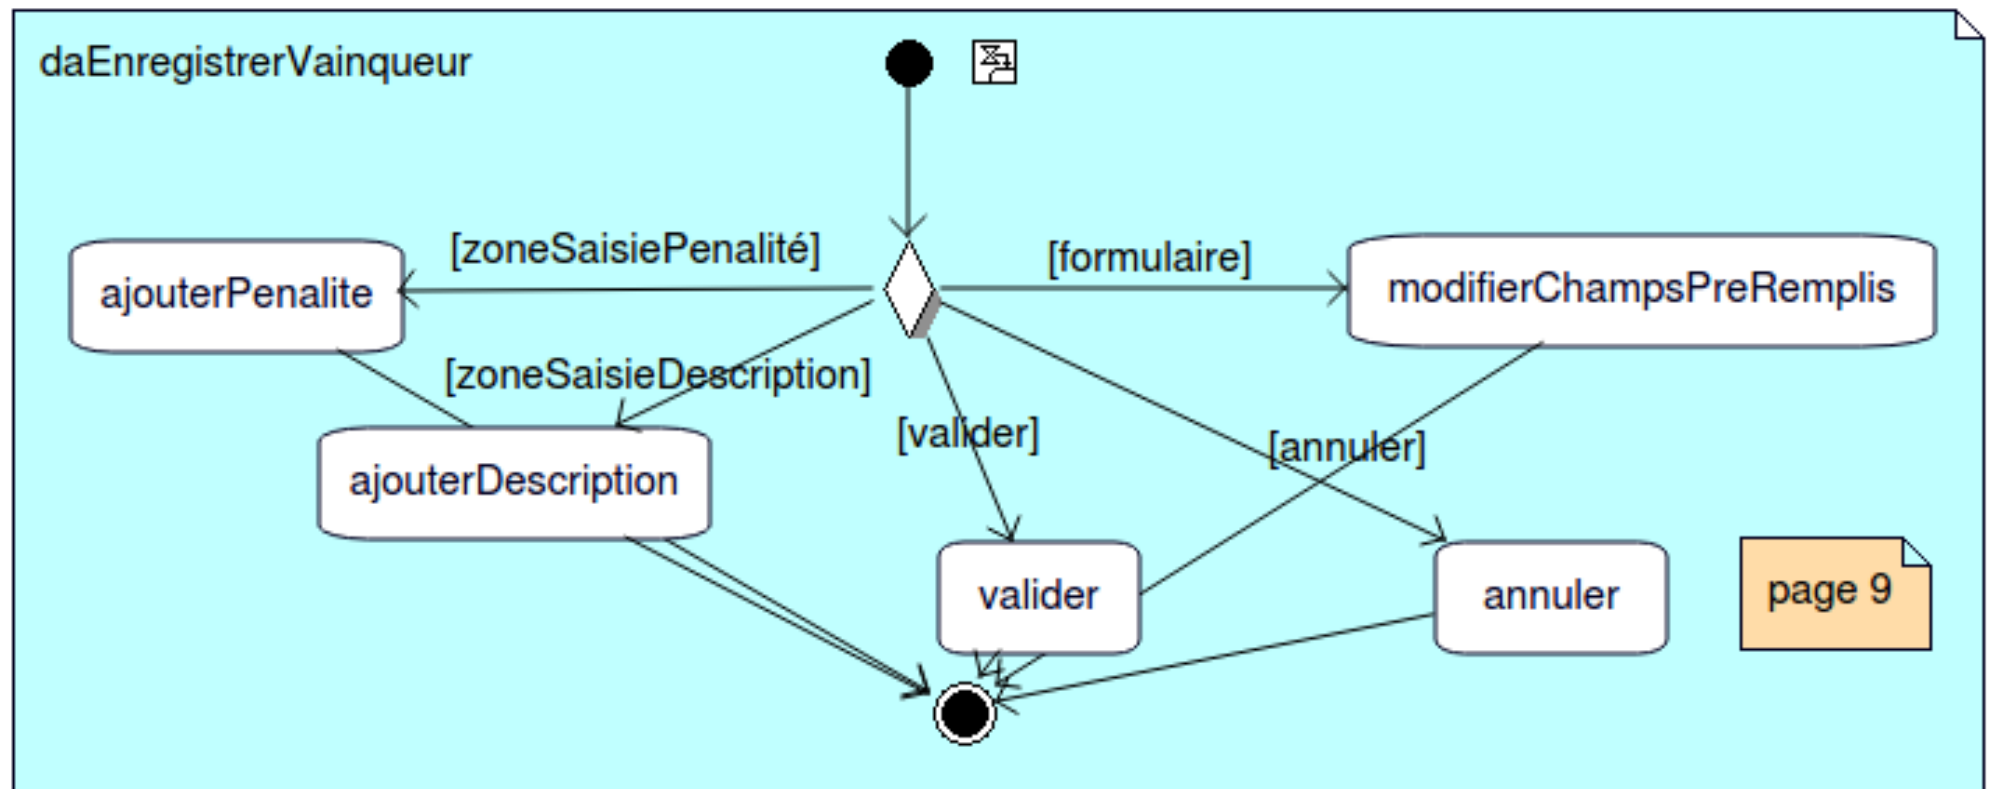 daEnregistrerVainqueur
[zoneSaisiePenalité]
[formulaire]
ajouterPenalite
modifierChampsPreRemplis
[zoneSaisieDescription]
[valider]
[annuler]
ajouterDescription
valider
annuler
page 9